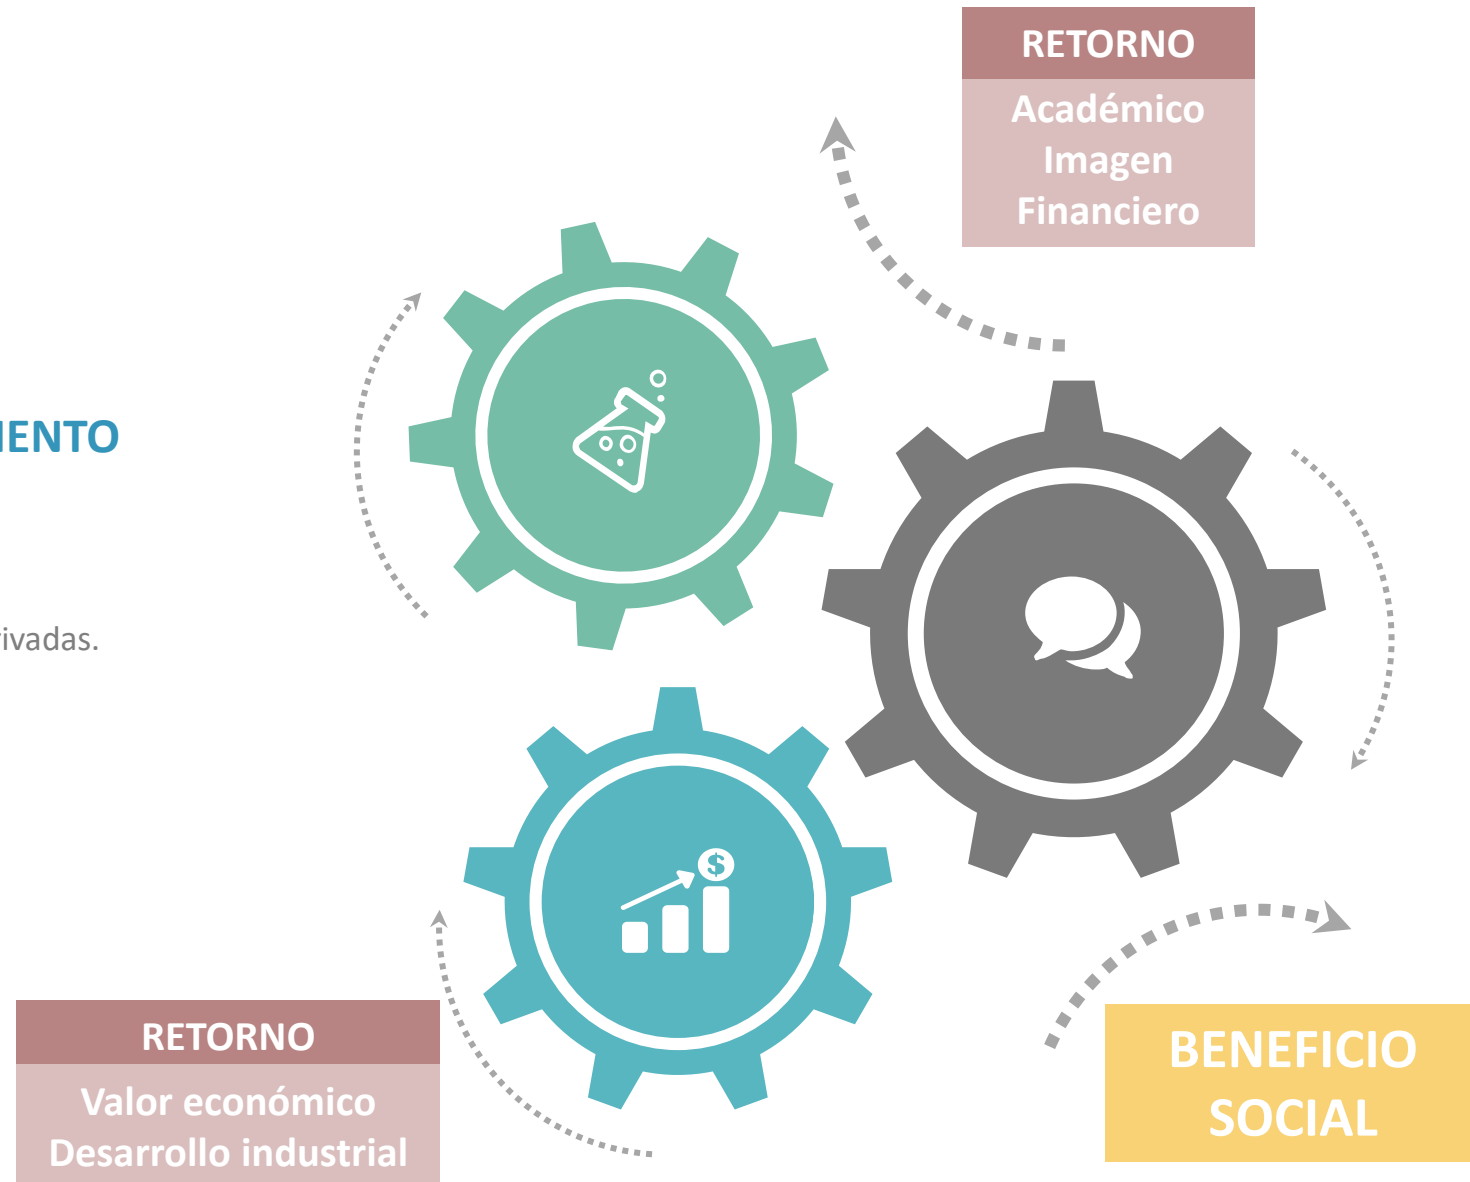 RETORNO
Académico
Imagen
Financiero
IENTO
ivadas.
$
RETORNO
Valor económico
Desarrollo industrial
BENEFICIO
SOCIAL